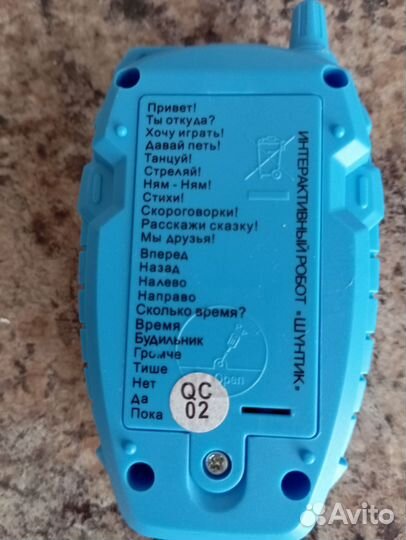 Привет!
Ты откуда?
Хочу играть!
Давай петь!
Танцуй!
Стреляй!
Ням - Ням!
Стихи!
Скороговорки!
Расскажи сказку!
Мы друзья!
Вперед
Назад
Налево
Направо
Сколько время?
Время
Будильник
Громче
Тише
Нет
Да
Пока
ИНТЕРАКТИВНЫЙ РОБОТ «ШУНТИК»
Open
QC
02
Avito